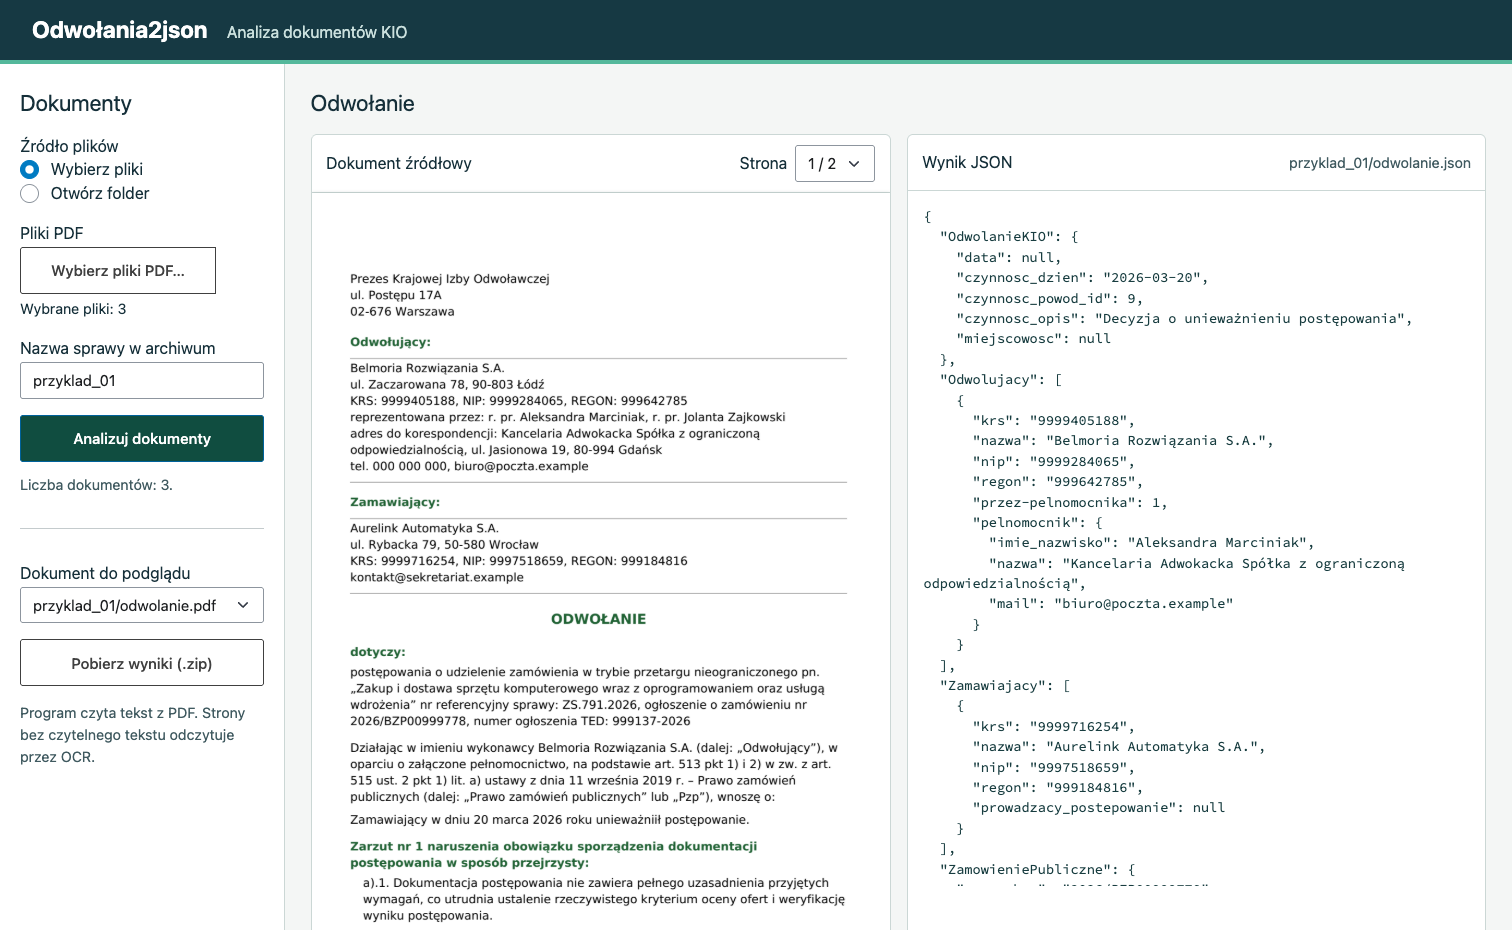 Odwołania2json
Analiza dokumentów KIO
Dokumenty
Źródło plików
Wybierz pliki
Otwórz folder
Pliki PDF
Wybierz pliki PDF...
Wybrane pliki: 3
Nazwa sprawy w archiwum
przyklad_01
Analizuj dokumenty
Liczba dokumentów: 3.
Dokument do podglądu
przyklad_01/odwolanie.pdf
Pobierz wyniki (.zip)
Program czyta tekst z PDF. Strony
bez czytelnego tekstu odczytuje
przez OCR.
Odwołanie
Dokument źródłowy
Strona
1 / 2
Prezes Krajowej Izby Odwoławczej
ul. Postępu 17A
02-676 Warszawa
Odwołujący:
Belmoria Rozwiązania S.A.
ul. Zaczarowana 78, 90-803 Łódź
KRS: 9999405188, NIP: 9999284065, REGON: 999642785
reprezentowana przez: r. pr. Aleksandra Marciniak, r. pr. Jolanta Zajkowski
adres do korespondencji: Kancelaria Adwokacka Spółka z ograniczoną
odpowiedzialnością, ul. Jasionowa 19, 80-994 Gdańsk
tel. 000 000 000, biuro@poczta.example
Zamawiający:
Aurelink Automatyka S.A.
ul. Rybacka 79, 50-580 Wrocław
KRS: 9999716254, NIP: 9997518659, REGON: 999184816
kontakt@sekretariat.example
ODWOŁANIE
dotyczy:
postępowania o udzielenie zamówienia w trybie przetargu nieograniczonego pn.
„Zakup i dostawa sprzętu komputerowego wraz z oprogramowaniem oraz usługą
wdrożenia” nr referencyjny sprawy: ZS.791.2026, ogłoszenie o zamówieniu nr
2026/BZP00999778, numer ogłoszenia TED: 999137-2026
Działając w imieniu wykonawcy Belmoria Rozwiązania S.A. (dalej: „Odwołujący”), w
oparciu o załączone pełnomocnictwo, na podstawie art. 513 pkt 1) i 2) w zw. z art.
515 ust. 2 pkt 1) lit. a) ustawy z dnia 11 września 2019 r. – Prawo zamówień
publicznych (dalej: „Prawo zamówień publicznych” lub „Pzp”), wnoszę o:
Zamawiający w dniu 20 marca 2026 roku unieważnił postępowanie.
Zarzut nr 1 naruszenia obowiązku sporządzenia dokumentacji
postępowania w sposób przejrzysty:
a).1. Dokumentacja postępowania nie zawiera pełnego uzasadnienia przyjętych
wymagań, co utrudnia ustalenie rzeczywistego kryterium oceny ofert i weryfikację
wyniku postępowania.
Wynik JSON
przyklad_01/odwolanie.json
{
"OdwolanieKIO": {
"data": null,
"czynnosc_dzien": "2026-03-20",
"czynnosc_powod_id": 9,
"czynnosc_opis": "Decyzja o unieważnieniu postępowania",
"miejscowosc": null
},
"Odwolujacy": [
{
"krs": "9999405188",
"nazwa": "Belmoria Rozwiązania S.A.",
"nip": "9999284065",
"regon": "999642785",
"przez-pelnomocnika": 1,
"pelnomocnik": {
"imie_nazwisko": "Aleksandra Marciniak",
"nazwa": "Kancelaria Adwokacka Spółka z ograniczoną
odpowiedzialnością",
"mail": "biuro@poczta.example"
}
}
],
"Zamawiajacy": [
{
"krs": "9999716254",
"nazwa": "Aurelink Automatyka S.A.",
"nip": "9997518659",
"regon": "999184816",
"prowadzacy_postepowanie": null
}
],
"ZamowieniePubliczne": {